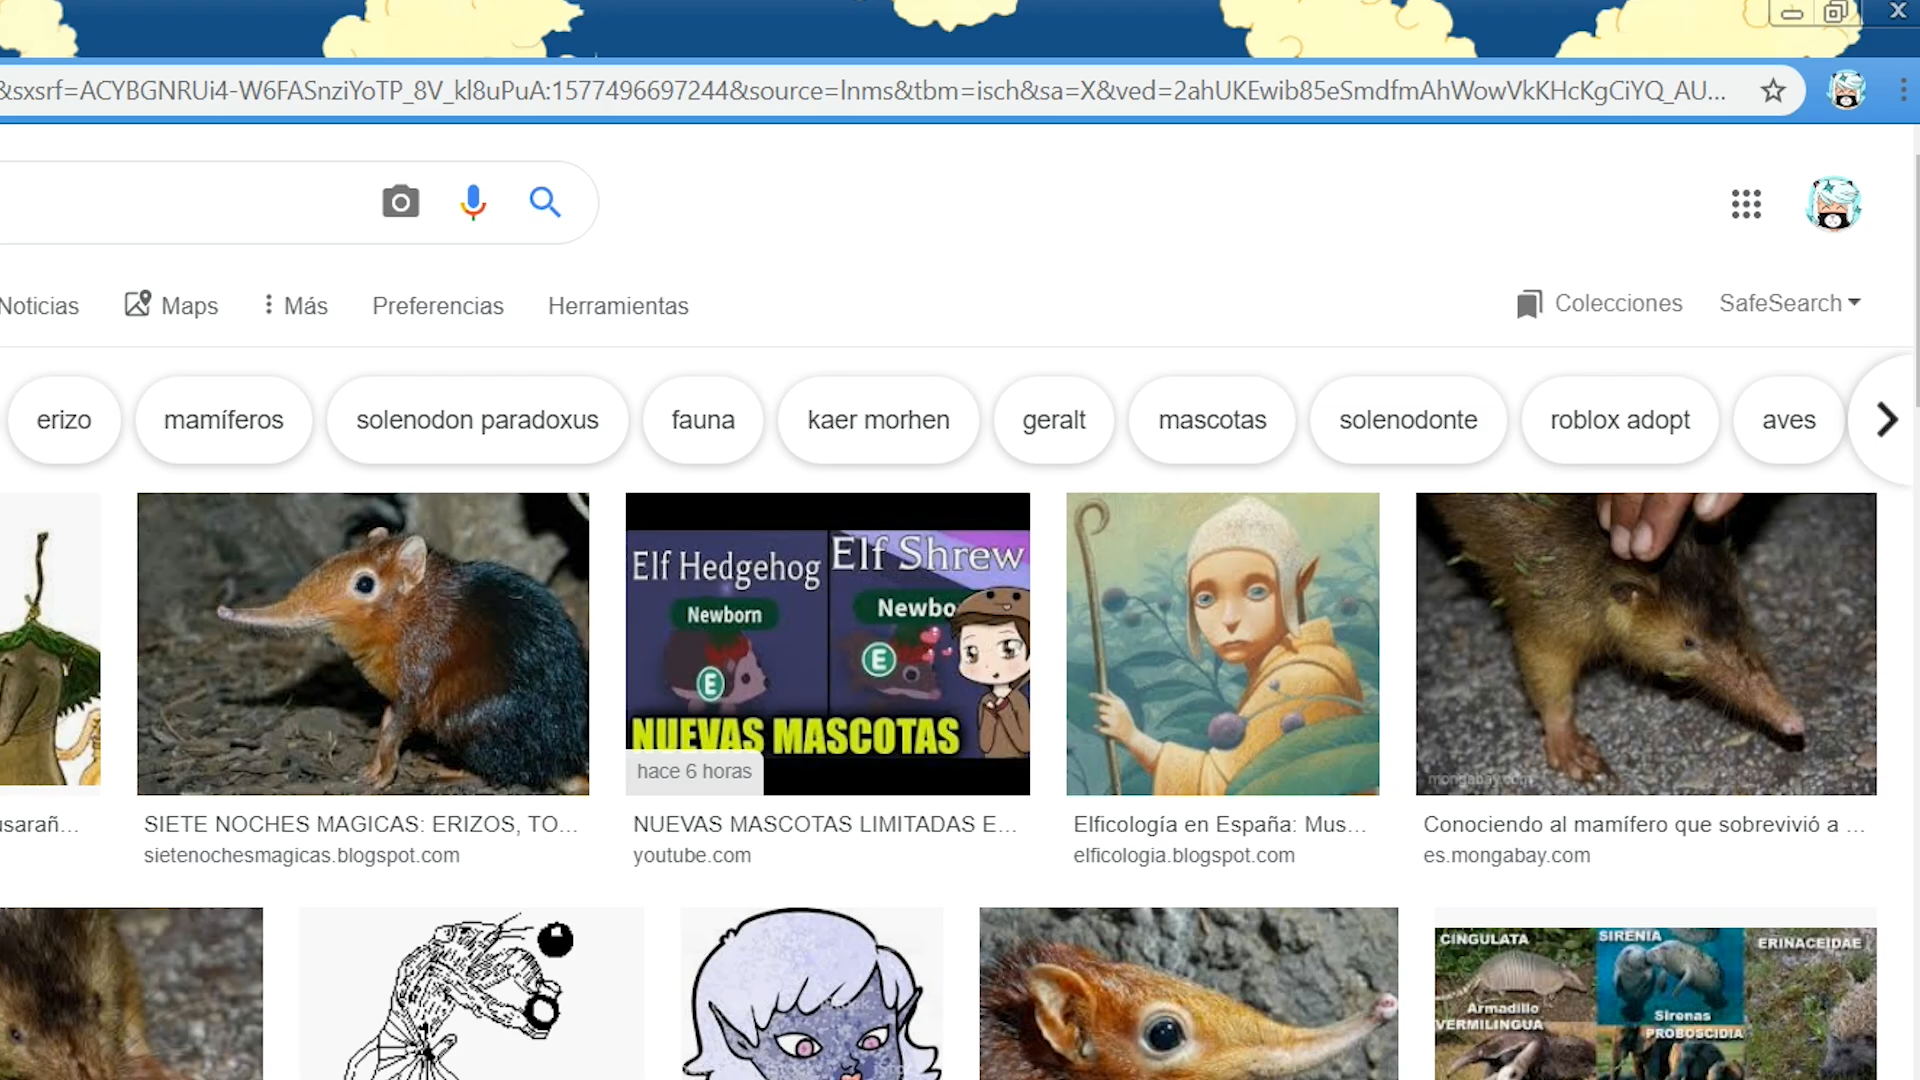 &sxsrf=ACYBGNRUi4-W6FASnziYoTP_8V_kl8uPuA:1577496697244&source=lnms&tbm=isch&sa=X&ved=2ahUKEwib85eSmdfmAhWowVkKHcKgCiYQ_AU...
Noticias Maps Más Preferencias Herramientas Colecciones SafeSearch
erizo mamíferos solenodon paradoxus fauna kaer morhen geralt mascotas solenodonte roblox adopt aves
Elf Hedgehog Elf Shrew
Newborn Newbo
E E
NUEVAS MASCOTAS
hace 6 horas
mongabay.com
usarañ... SIETE NOCHES MAGICAS: ERIZOS, TO... NUEVAS MASCOTAS LIMITADAS E... Elficología en España: Mus... Conociendo al mamífero que sobrevivió a ...
sietenochesmagicas.blogspot.com youtube.com elficologia.blogspot.com es.mongabay.com
CINGULATA SIRENIA ERINACEIDAE
Armadillo Sirenas
VERMILINGUA PROBOSCIDIA